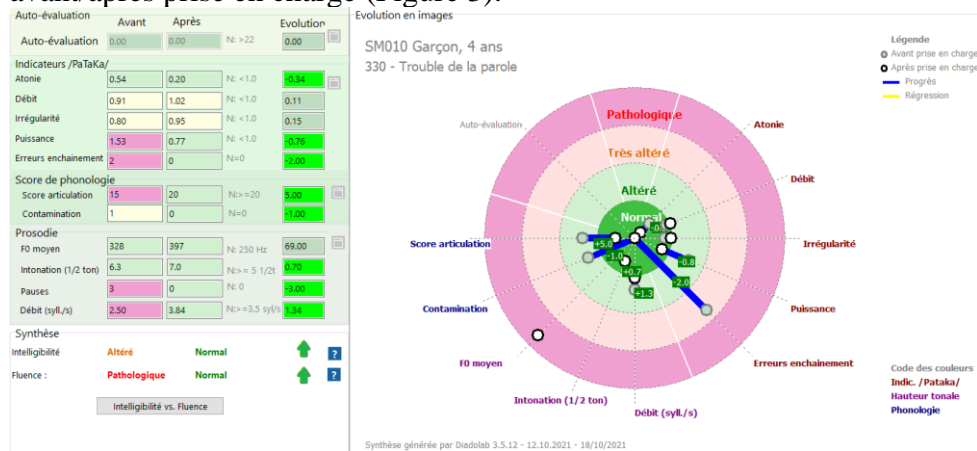 avant/après prise en charge (Figure 3).
Auto-évaluation Avant Après Evolution
Auto-évaluation 0.00 0.00 N: >22 0.00
Indicateurs /PaTaKa/
Atonie 0.54 0.20 N: <1.0 -0.34
Débit 0.91 1.02 N: <1.0 0.11
Irrégularité 0.80 0.95 N: <1.0 0.15
Puissance 1.53 0.77 N: <1.0 -0.76
Erreurs enchainement 2 0 N=0 -2.00
Score de phonologie
Score articulation 15 20 N:>=20 5.00
Contamination 1 0 N=0 -1.00
Prosodie
F0 moyen 328 397 N: 250 Hz 69.00
Intonation (1/2 ton) 6.3 7.0 N:>= 5 1/2t 0.70
Pauses 3 0 N: 0 -3.00
Débit (syll./s) 2.50 3.84 N:>=3.5 syl/s 1.34
Synthèse
Intelligibilité Altéré Normal ?
Fluence : Pathologique Normal ?
Intelligibilité vs. Fluence
Evolution en images
SM010 Garçon, 4 ans
330 - Trouble de la parole
Légende
Avant prise en charge
Après prise en charge
Progrès
Régression
Pathologique
Très altéré
Altéré
Normal
Auto-évaluation
Atonie
Débit
Irrégularité
Puissance
Erreurs enchainement
Débit (syll./s)
Intonation (1/2 ton)
F0 moyen
Contamination
Score articulation
+5.0
-1.0
+0.7
+1.3
-0.8
-2.0
Code des couleurs
Indic. /Pataka/
Hauteur tonale
Phonologie
Synthèse générée par Diadolab 3.5.12 - 12.10.2021 - 18/10/2021